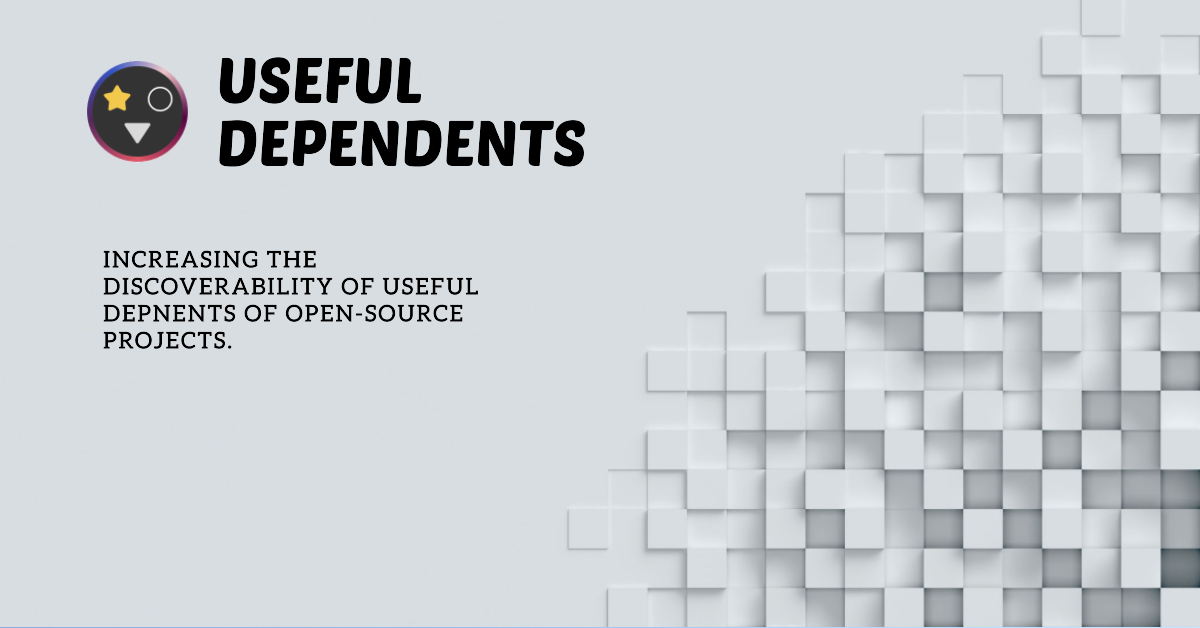 USEFUL
DEPENDENTS
INCREASING THE
DISCOVERABILITY OF USEFUL
DEPNENTS OF OPEN-SOURCE
PROJECTS.